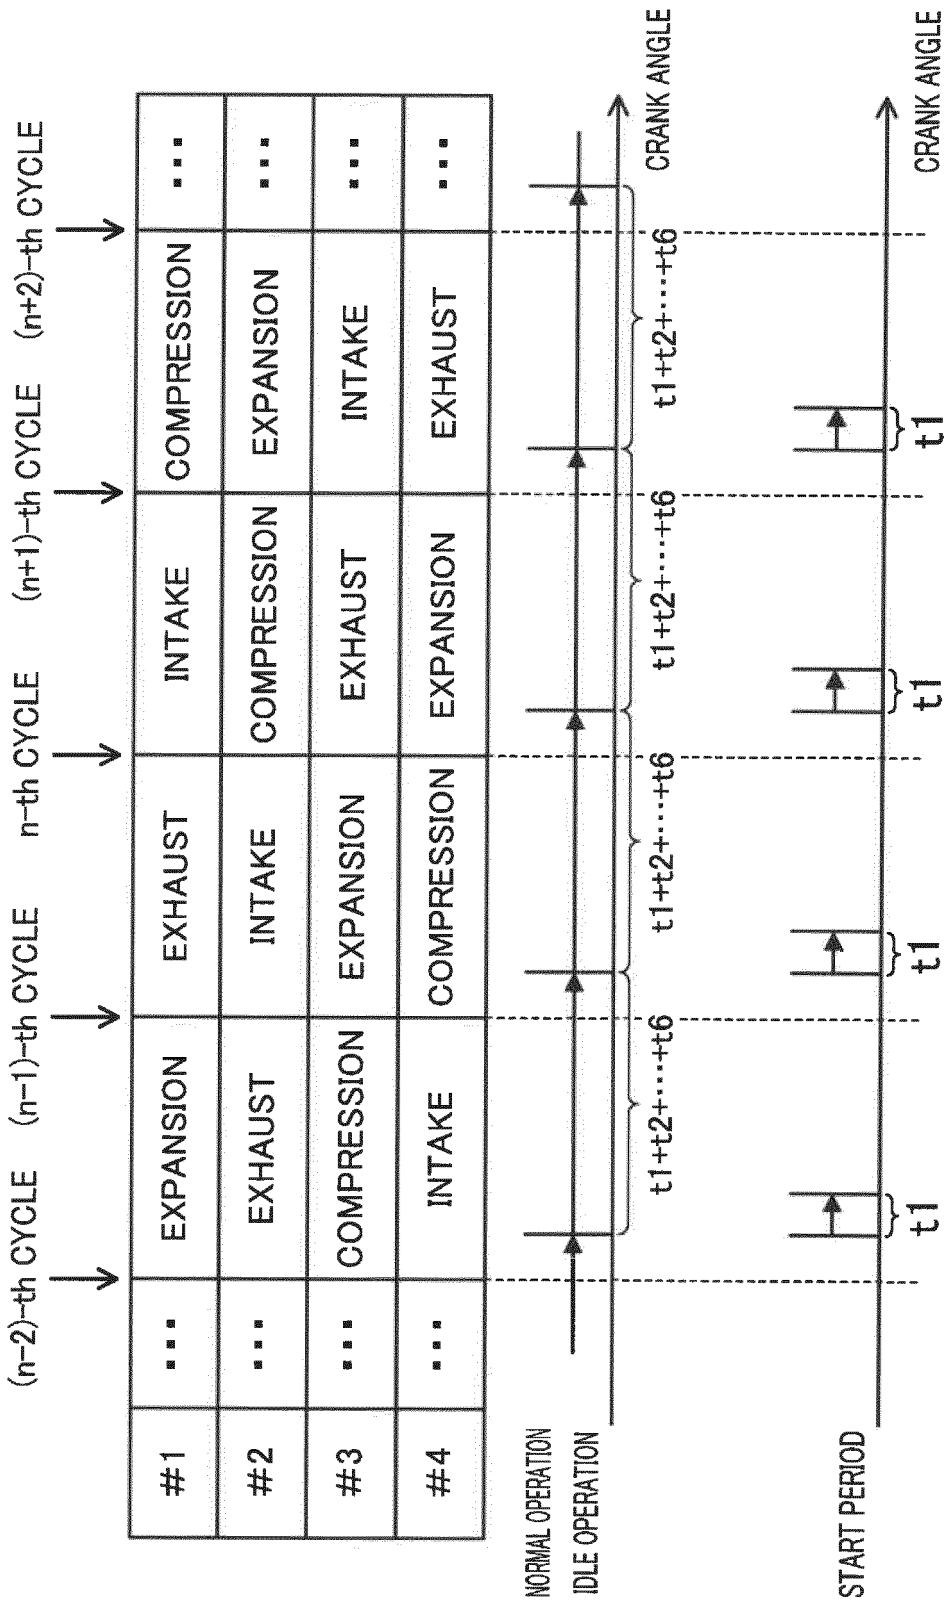 (n-2)-th CYCLE (n-1)-th CYCLE n-th CYCLE (n+1)-th CYCLE (n+2)-th CYCLE
#1 ... EXPANSION EXHAUST INTAKE COMPRESSION ...
#2 ... EXHAUST INTAKE COMPRESSION EXPANSION ...
#3 ... COMPRESSION EXPANSION EXHAUST INTAKE ...
#4 ... INTAKE COMPRESSION EXPANSION EXHAUST ...
NORMAL OPERATION
IDLE OPERATION
t1+t2+...+t6 t1+t2+...+t6 t1+t2+...+t6 t1+t2+...+t6
CRANK ANGLE
START PERIOD
t1 t1 t1 t1
CRANK ANGLE